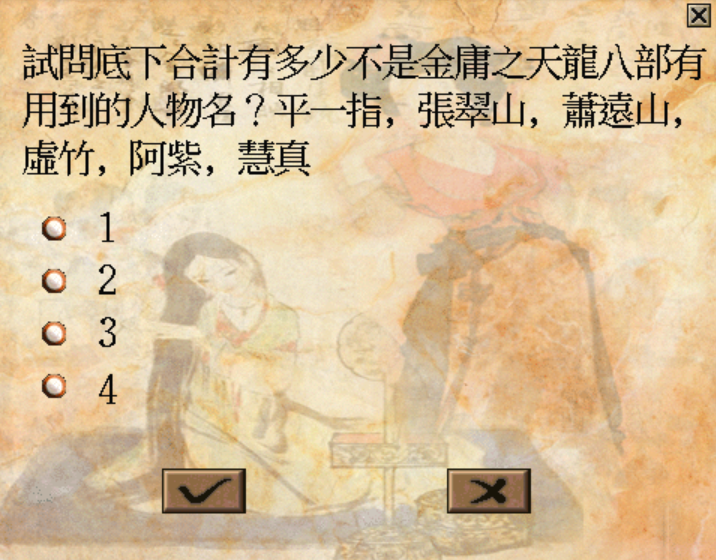 試問底下合計有多少不是金庸之天龍八部有
用到的人物名？平一指，張翠山，蕭遠山，
虛竹，阿紫，慧真
1
2
3
4